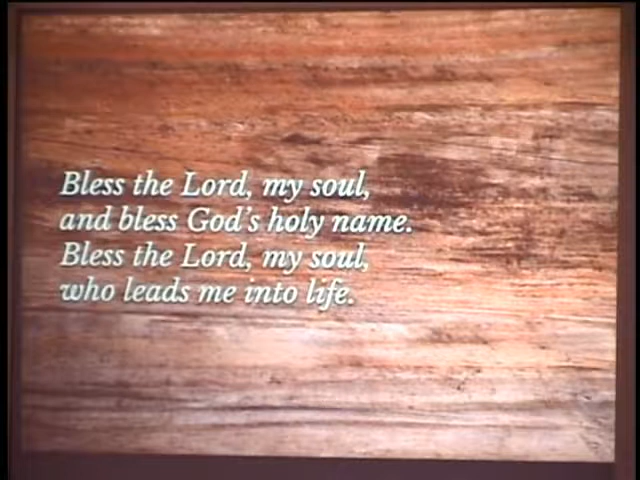 Bless the Lord, my soul,
and bless God's holy name.
Bless the Lord, my soul,
who leads me into life.